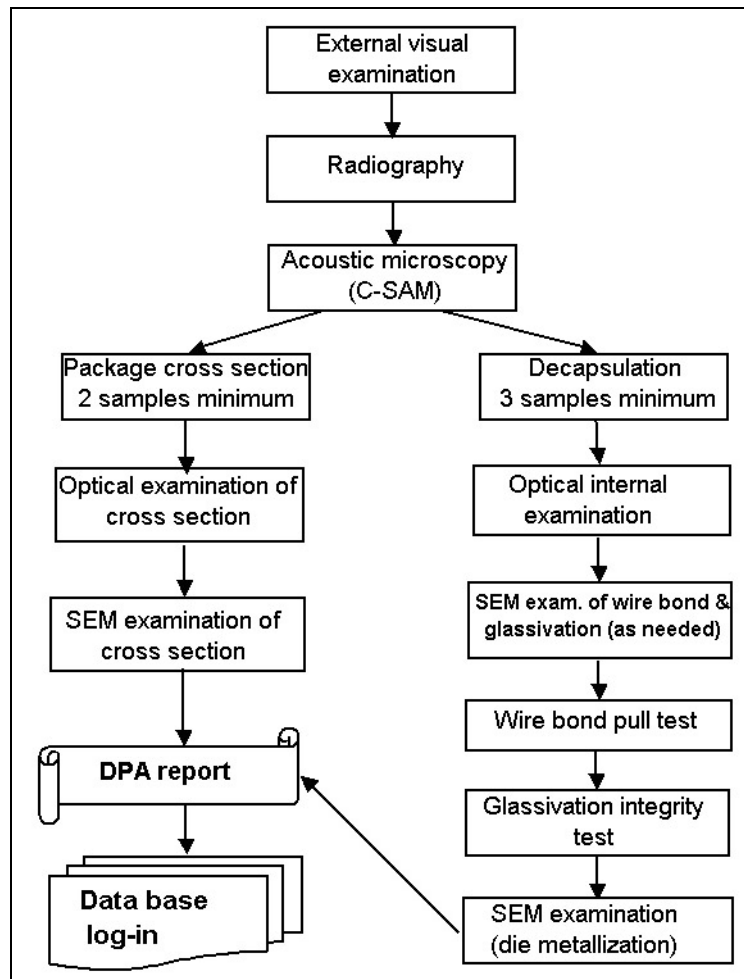 External visual
examination
Radiography
Acoustic microscopy
(C-SAM)
Package cross section
2 samples minimum
Optical examination of
cross section
SEM examination of
cross section
DPA report
Data base
log-in
Decapsulation
3 samples minimum
Optical internal
examination
SEM exam. of wire bond &
glassivation (as needed)
Wire bond pull test
Glassivation integrity
test
SEM examination
(die metallization)